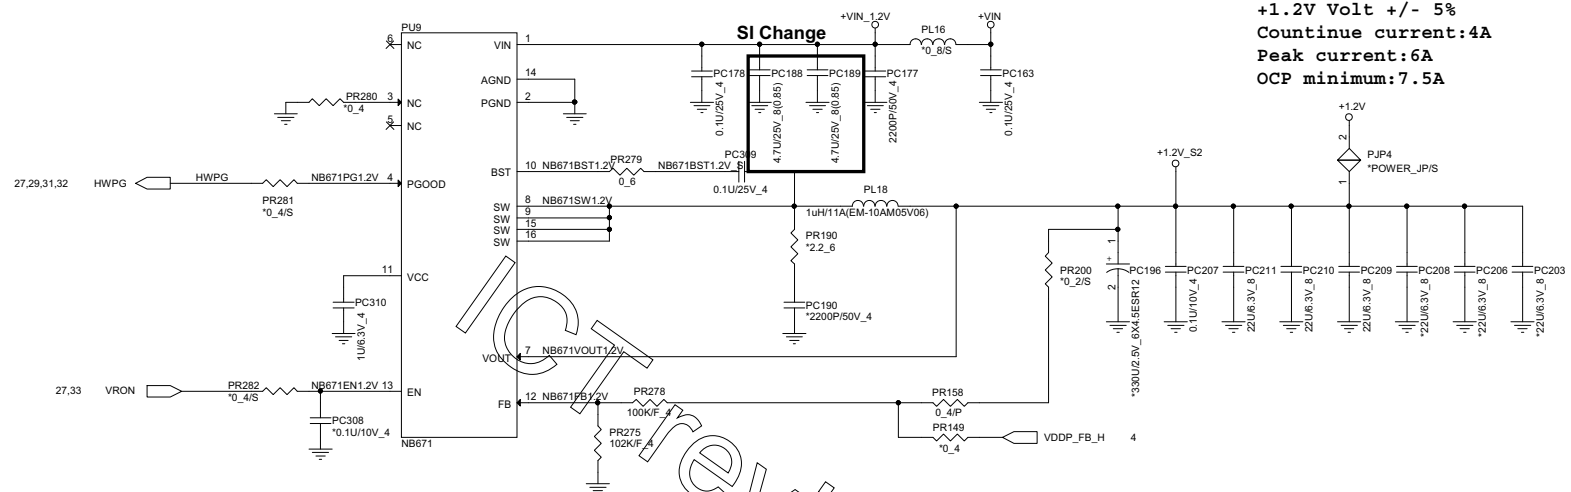 +1.2V Volt +/- 5%
Countinue current:4A
Peak current:6A
OCP minimum:7.5A
+VIN_1.2V
+VIN
PU9
SI Change
PL16
*0_8/S
6 NC
VIN 1
AGND 14
PGND 2
PR280
*0_4
3 NC
5 NC
PC178
0.1U/25V_4
PC188
4.7U/25V_8(0.85)
PC189
4.7U/25V_8(0.85)
PC177
2200P/50V_4
PC163
0.1U/25V_4
+1.2V
2
PJP4
*POWER_JP/S
1
+1.2V_S2
BST 10 NB671BST1.2V
PR279
0_6
NB671BST1.2V_S
PC309
0.1U/25V_4
27,29,31,32 HWPG HWPG
PR281
*0_4/S
NB671PG1.2V 4 PGOOD
SW 8 NB671SW1.2V
SW 9
SW 15
SW 16
PL18
1uH/11A(EM-10AM05V06)
PR190
*2.2_6
PC190
*2200P/50V_4
11 VCC
PC310
1U/6.3V_4
PR200
*0_2/S
1
+
2
PC196
*330U/2.5V_6X4.5ESR12
PC207
0.1U/10V_4
PC211
22U/6.3V_8
PC210
22U/6.3V_8
PC209
22U/6.3V_8
PC208
*22U/6.3V_8
PC206
*22U/6.3V_8
PC203
*22U/6.3V_8
VOUT 7 NB671VOUT1.2V
27,33 VRON
PR282
*0_4/S
NB671EN1.2V 13 EN
PC308
*0.1U/10V_4
FB 12 NB671FB1.2V
PR278
100K/F_4
PR275
102K/F_4
PR158
0_4/P
PR149
*0_4
VDDP_FB_H 4
NB671
ICT